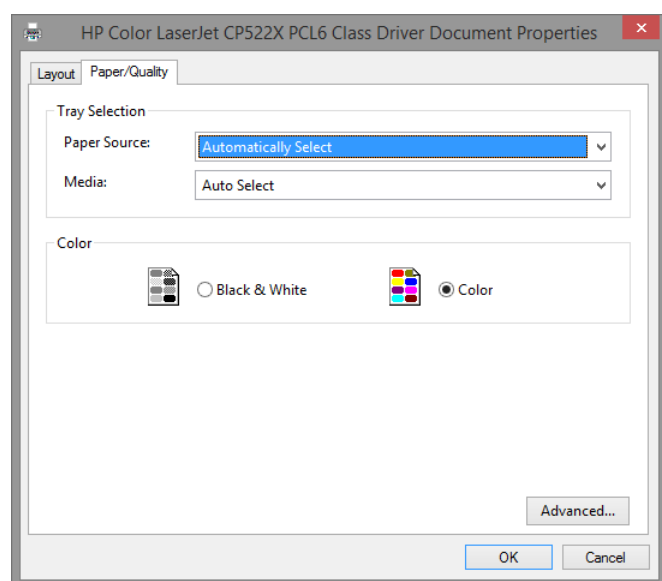 HP Color LaserJet CP522X PCL6 Class Driver Document Properties
Layout Paper/Quality
Tray Selection
Paper Source: Automatically Select
Media: Auto Select
Color
Black & White Color
Advanced...
OK Cancel